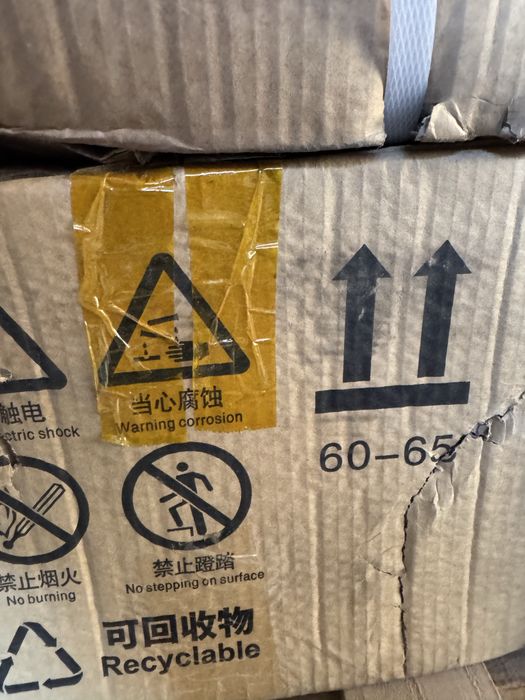 当心腐蚀
Warning corrosion
60-65
触电
ctric shock
禁止蹬踏
No stepping on surface
禁止烟火
No burning
可回收物
Recyclable